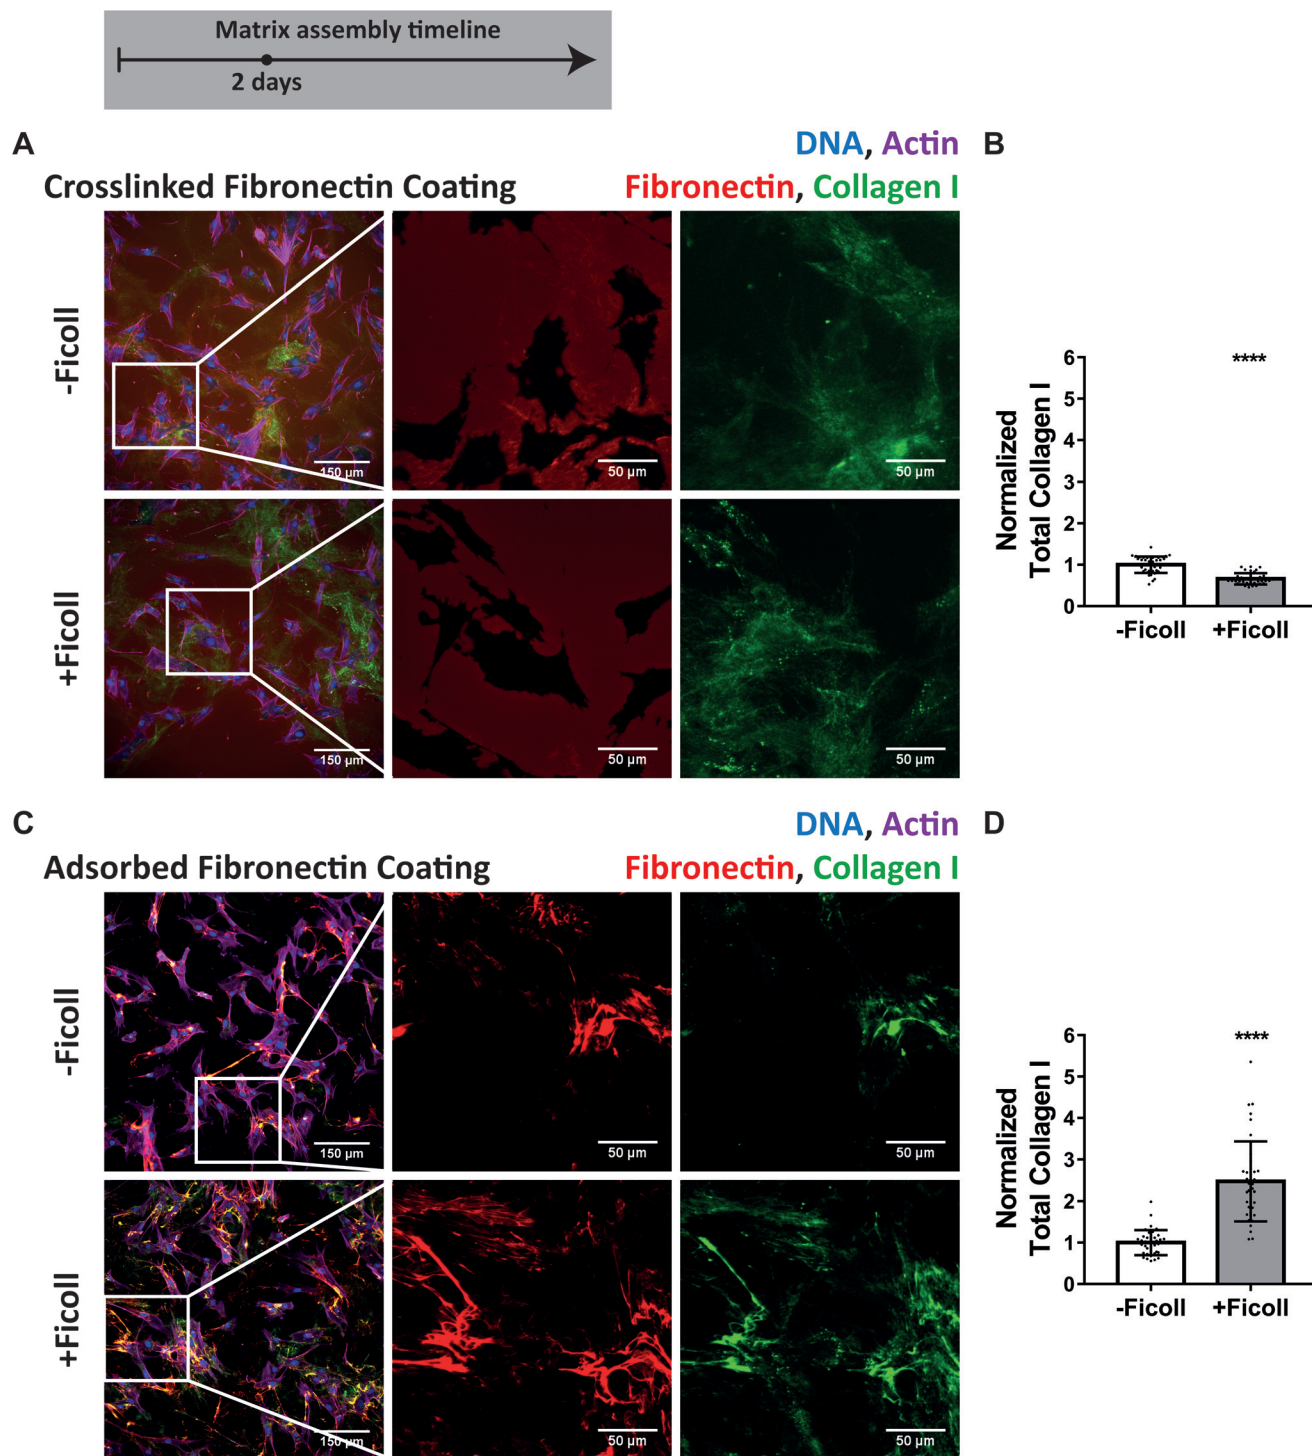 Matrix assembly timeline
2 days
A
DNA, Actin
Crosslinked Fibronectin Coating
Fibronectin, Collagen I
-Ficoll
150 µm
50 µm
50 µm
+Ficoll
150 µm
50 µm
50 µm
B
Normalized
Total Collagen I
6
5
4
3
2
1
0
****
-Ficoll
+Ficoll
C
DNA, Actin
Adsorbed Fibronectin Coating
Fibronectin, Collagen I
-Ficoll
150 µm
50 µm
50 µm
+Ficoll
150 µm
50 µm
50 µm
D
Normalized
Total Collagen I
6
5
4
3
2
1
0
****
-Ficoll
+Ficoll